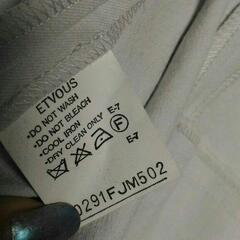 ETVOUS
•DO NOT WASH
•DO NOT BLEACH
•COOL IRON
•DRY CLEAN ONLY E-7
F
E-7
0291FJM502